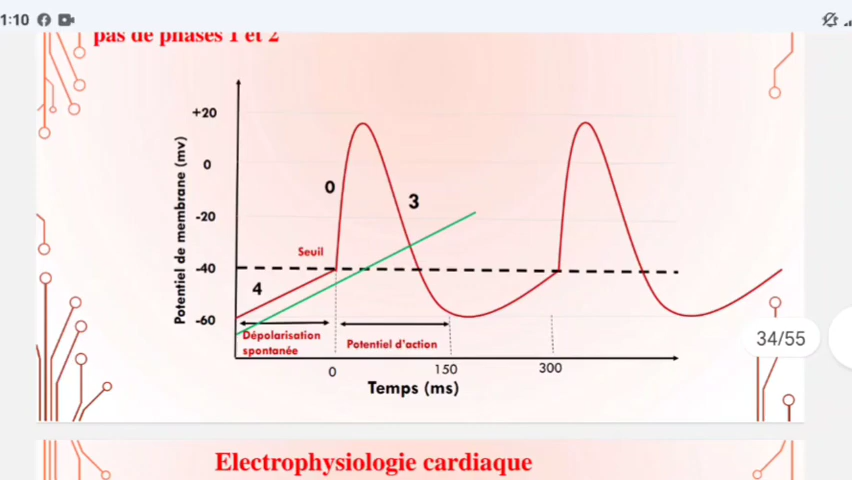 1:10
pas de phases 1 et 2
+20
0
-20
-40
-60
Potentiel de membrane (mv)
0
3
Seuil
4
Dépolarisation
spontanée
Potentiel d'action
0
150
300
Temps (ms)
34/55
Electrophysiologie cardiaque